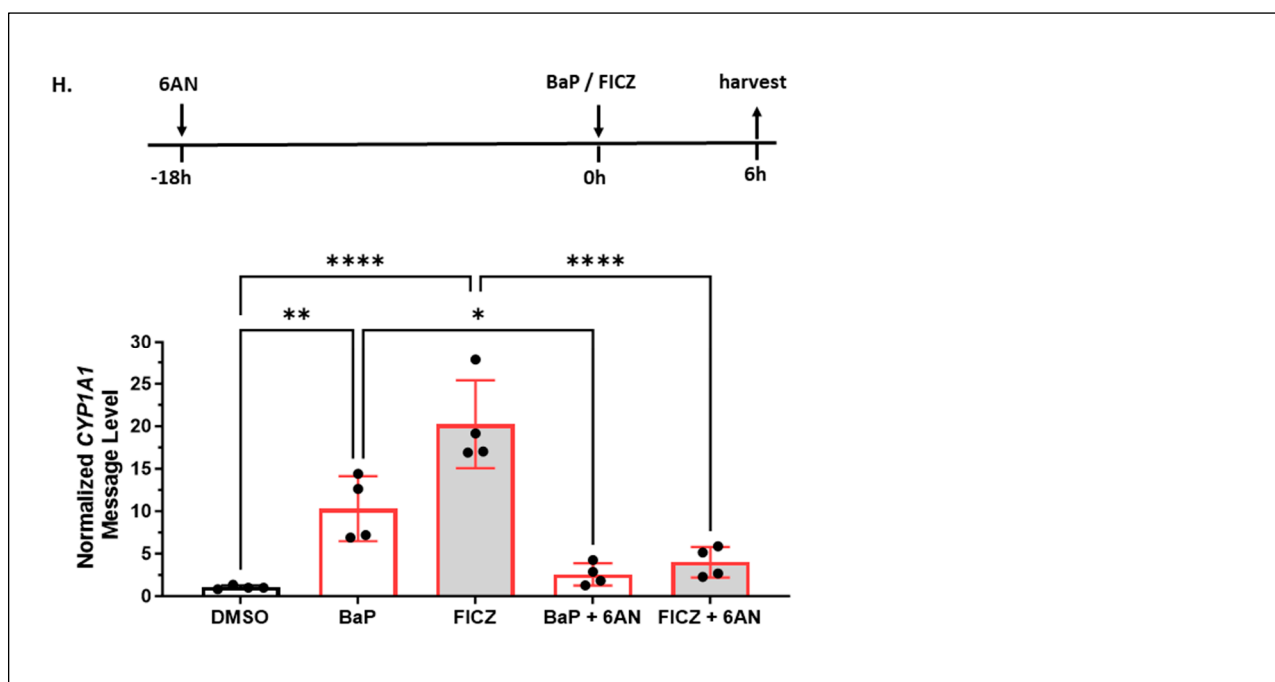 H.
6AN
BaP / FICZ
harvest
-18h
0h
6h
****
****
**
*
Normalized CYP1A1
Message Level
30
25
20
15
10
5
0
DMSO
BaP
FICZ
BaP + 6AN
FICZ + 6AN